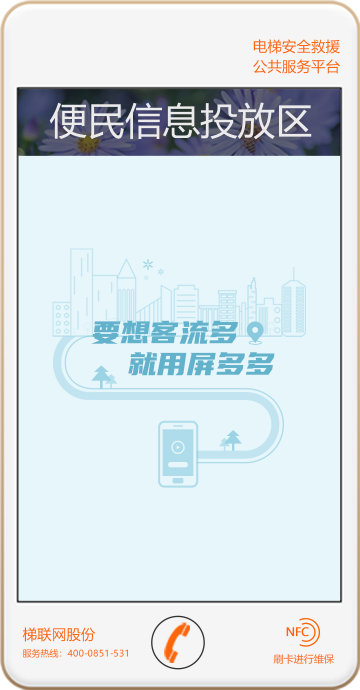 电梯安全救援
公共服务平台
便民信息投放区
要想客流多
就用屏多多
梯联网股份
服务热线：400-0851-531
NFC
刷卡进行维保